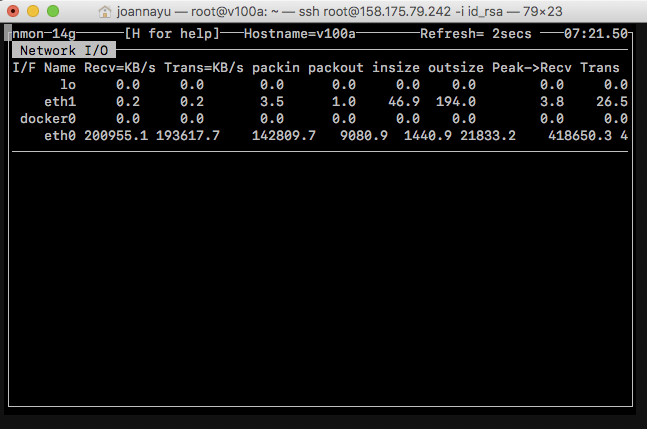 joannayu — root@v100a: ~ — ssh root@158.175.79.242 -i id_rsa — 79×23
nmon─14g──────[H for help]───Hostname=v100a────────Refresh= 2secs ───07:21.50
Network I/O
I/F Name Recv=KB/s Trans=KB/s packin packout insize outsize Peak->Recv Trans
lo 0.0 0.0 0.0 0.0 0.0 0.0 0.0 0.0
eth1 0.2 0.2 3.5 1.0 46.9 194.0 3.8 26.5
docker0 0.0 0.0 0.0 0.0 0.0 0.0 0.0 0.0
eth0 200955.1 193617.7 142809.7 9080.9 1440.9 21833.2 418650.3 4